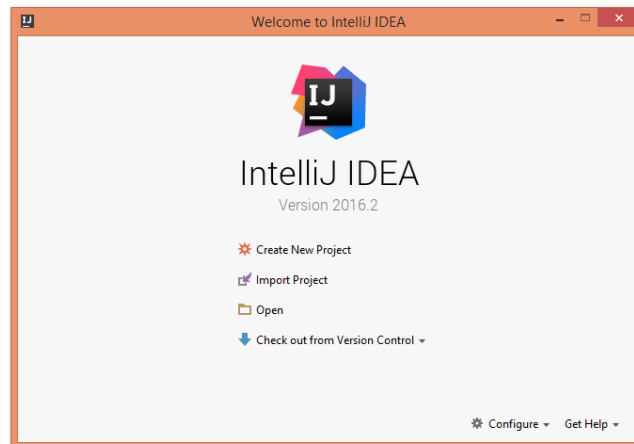 Welcome to IntelliJ IDEA
IJ
IntelliJ IDEA
Version 2016.2
Create New Project
Import Project
Open
Check out from Version Control
Configure Get Help